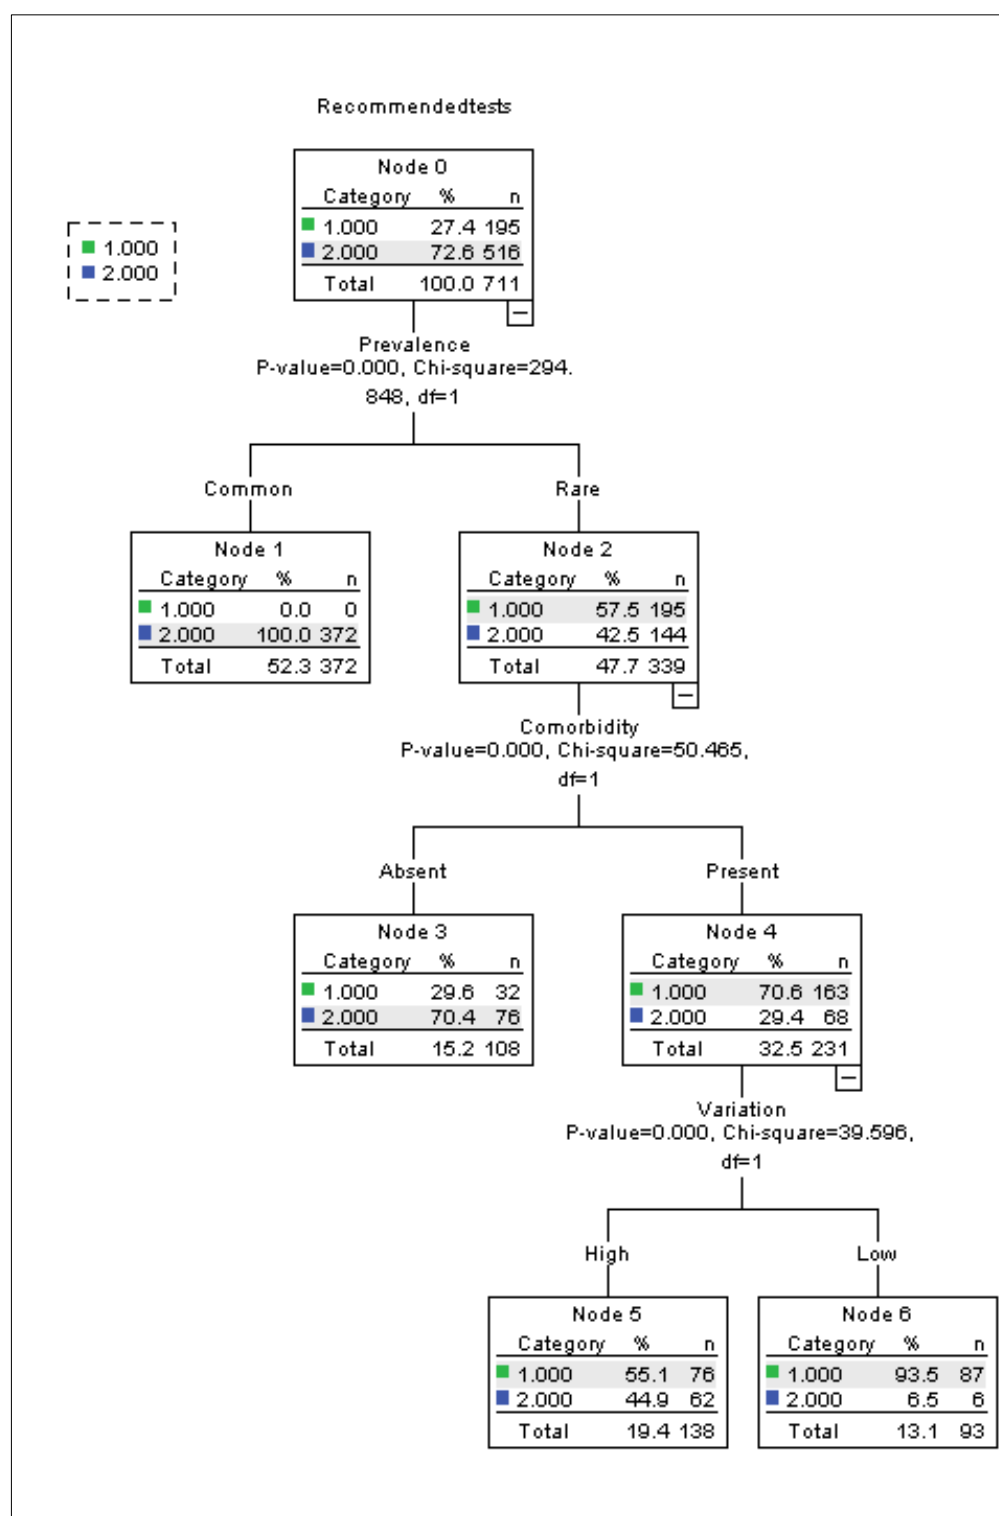 Recommendedtests
Node 0
Category % n
1.000 27.4 195
2.000 72.6 516
Total 100.0 711
1.000
2.000
Prevalence
P-value=0.000, Chi-square=294.
848, df=1
Common
Rare
Node 1
Category % n
1.000 0.0 0
2.000 100.0 372
Total 52.3 372
Node 2
Category % n
1.000 57.5 195
2.000 42.5 144
Total 47.7 339
Comorbidity
P-value=0.000, Chi-square=50.465,
df=1
Absent
Present
Node 3
Category % n
1.000 29.6 32
2.000 70.4 76
Total 15.2 108
Node 4
Category % n
1.000 70.6 163
2.000 29.4 68
Total 32.5 231
Variation
P-value=0.000, Chi-square=39.596,
df=1
High
Low
Node 5
Category % n
1.000 55.1 76
2.000 44.9 62
Total 19.4 138
Node 6
Category % n
1.000 93.5 87
2.000 6.5 6
Total 13.1 93